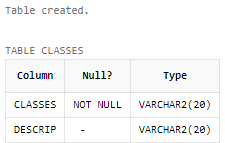 Table created.
TABLE CLASSES
Column Null? Type
CLASSES NOT NULL VARCHAR2(20)
DESCRIP - VARCHAR2(20)